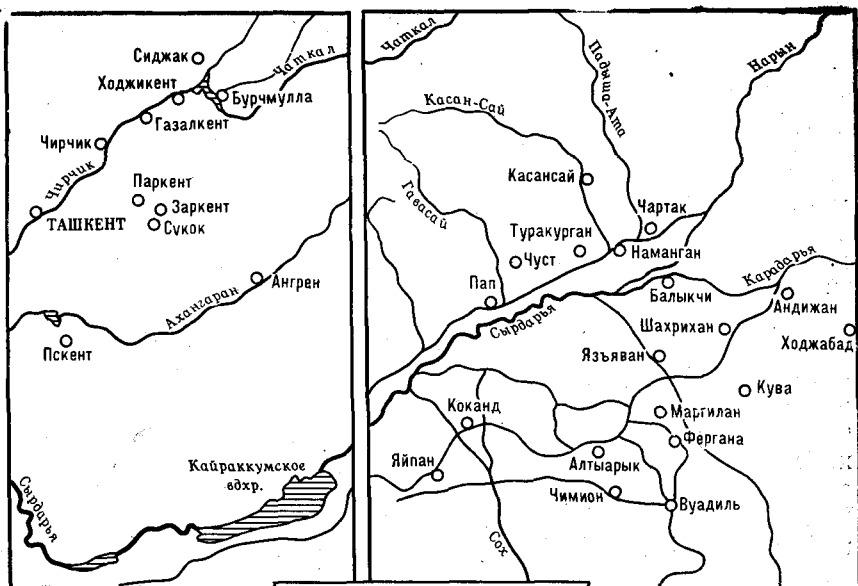 Сиджак
Чаткал
Ходжикент
Бурчмулла
Газалкент
Чирчик
Чирчик
Паркент
Заркент
ТАШКЕНТ
Сукок
Ангрен
Ахангаран
Пскент
Кайраккумское
вдхр.
Сырдарья
Чаткал
Падыша-Ата
Нарын
Касан-Сай
Касансай
Гавасай
Чартак
Туракурган
Наманган
Чуст
Карадарья
Пап
Балыкчи
Андижан
Сырдарья
Шахрихан
Ходжабад
Язъяван
Кува
Коканд
Маргилан
Фергана
Яйпан
Алтыарык
Чимион
Вуадиль
Сох